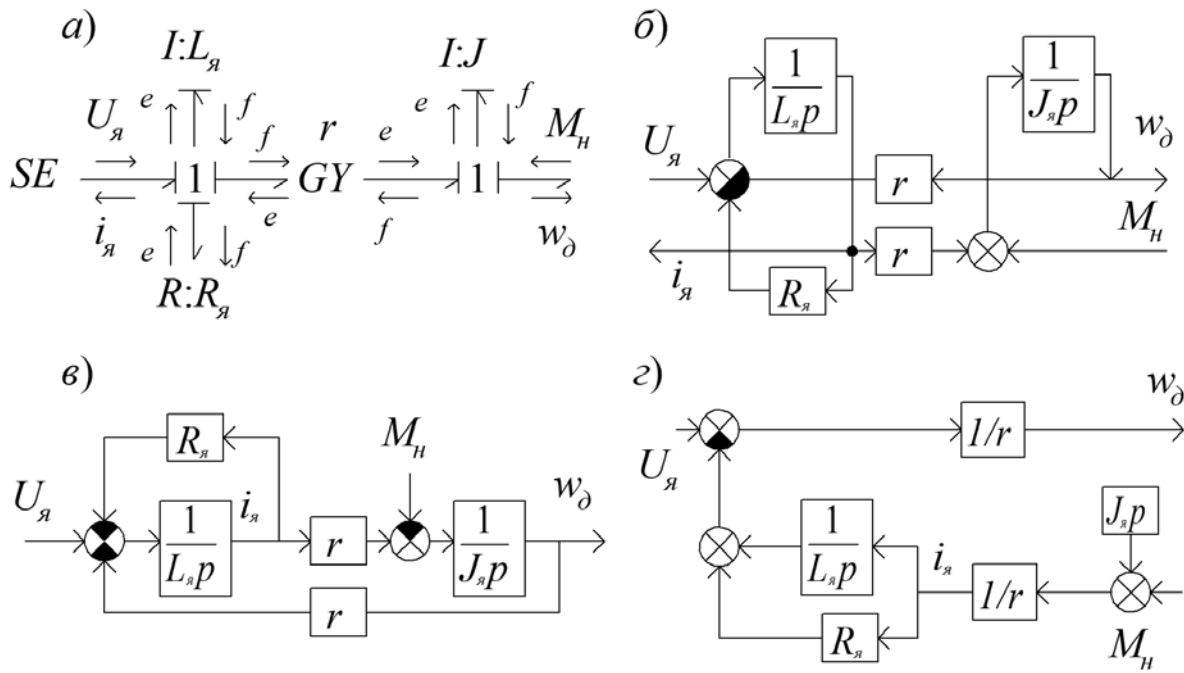 а)
I:Lя
I:J
Uя
e
f
f
r
e
e
f
Mн
SE
1
GY
1
iя
e
e
f
f
wд
R:Rя
б)
1
Lяp
1
Jяp
Uя
r
wд
Mн
iя
r
Rя
в)
Rя
Mн
Uя
1
Lяp
iя
r
1
Jяp
wд
r
г)
wд
1/r
Uя
Jяp
1
Lяp
iя
1/r
Rя
Mн